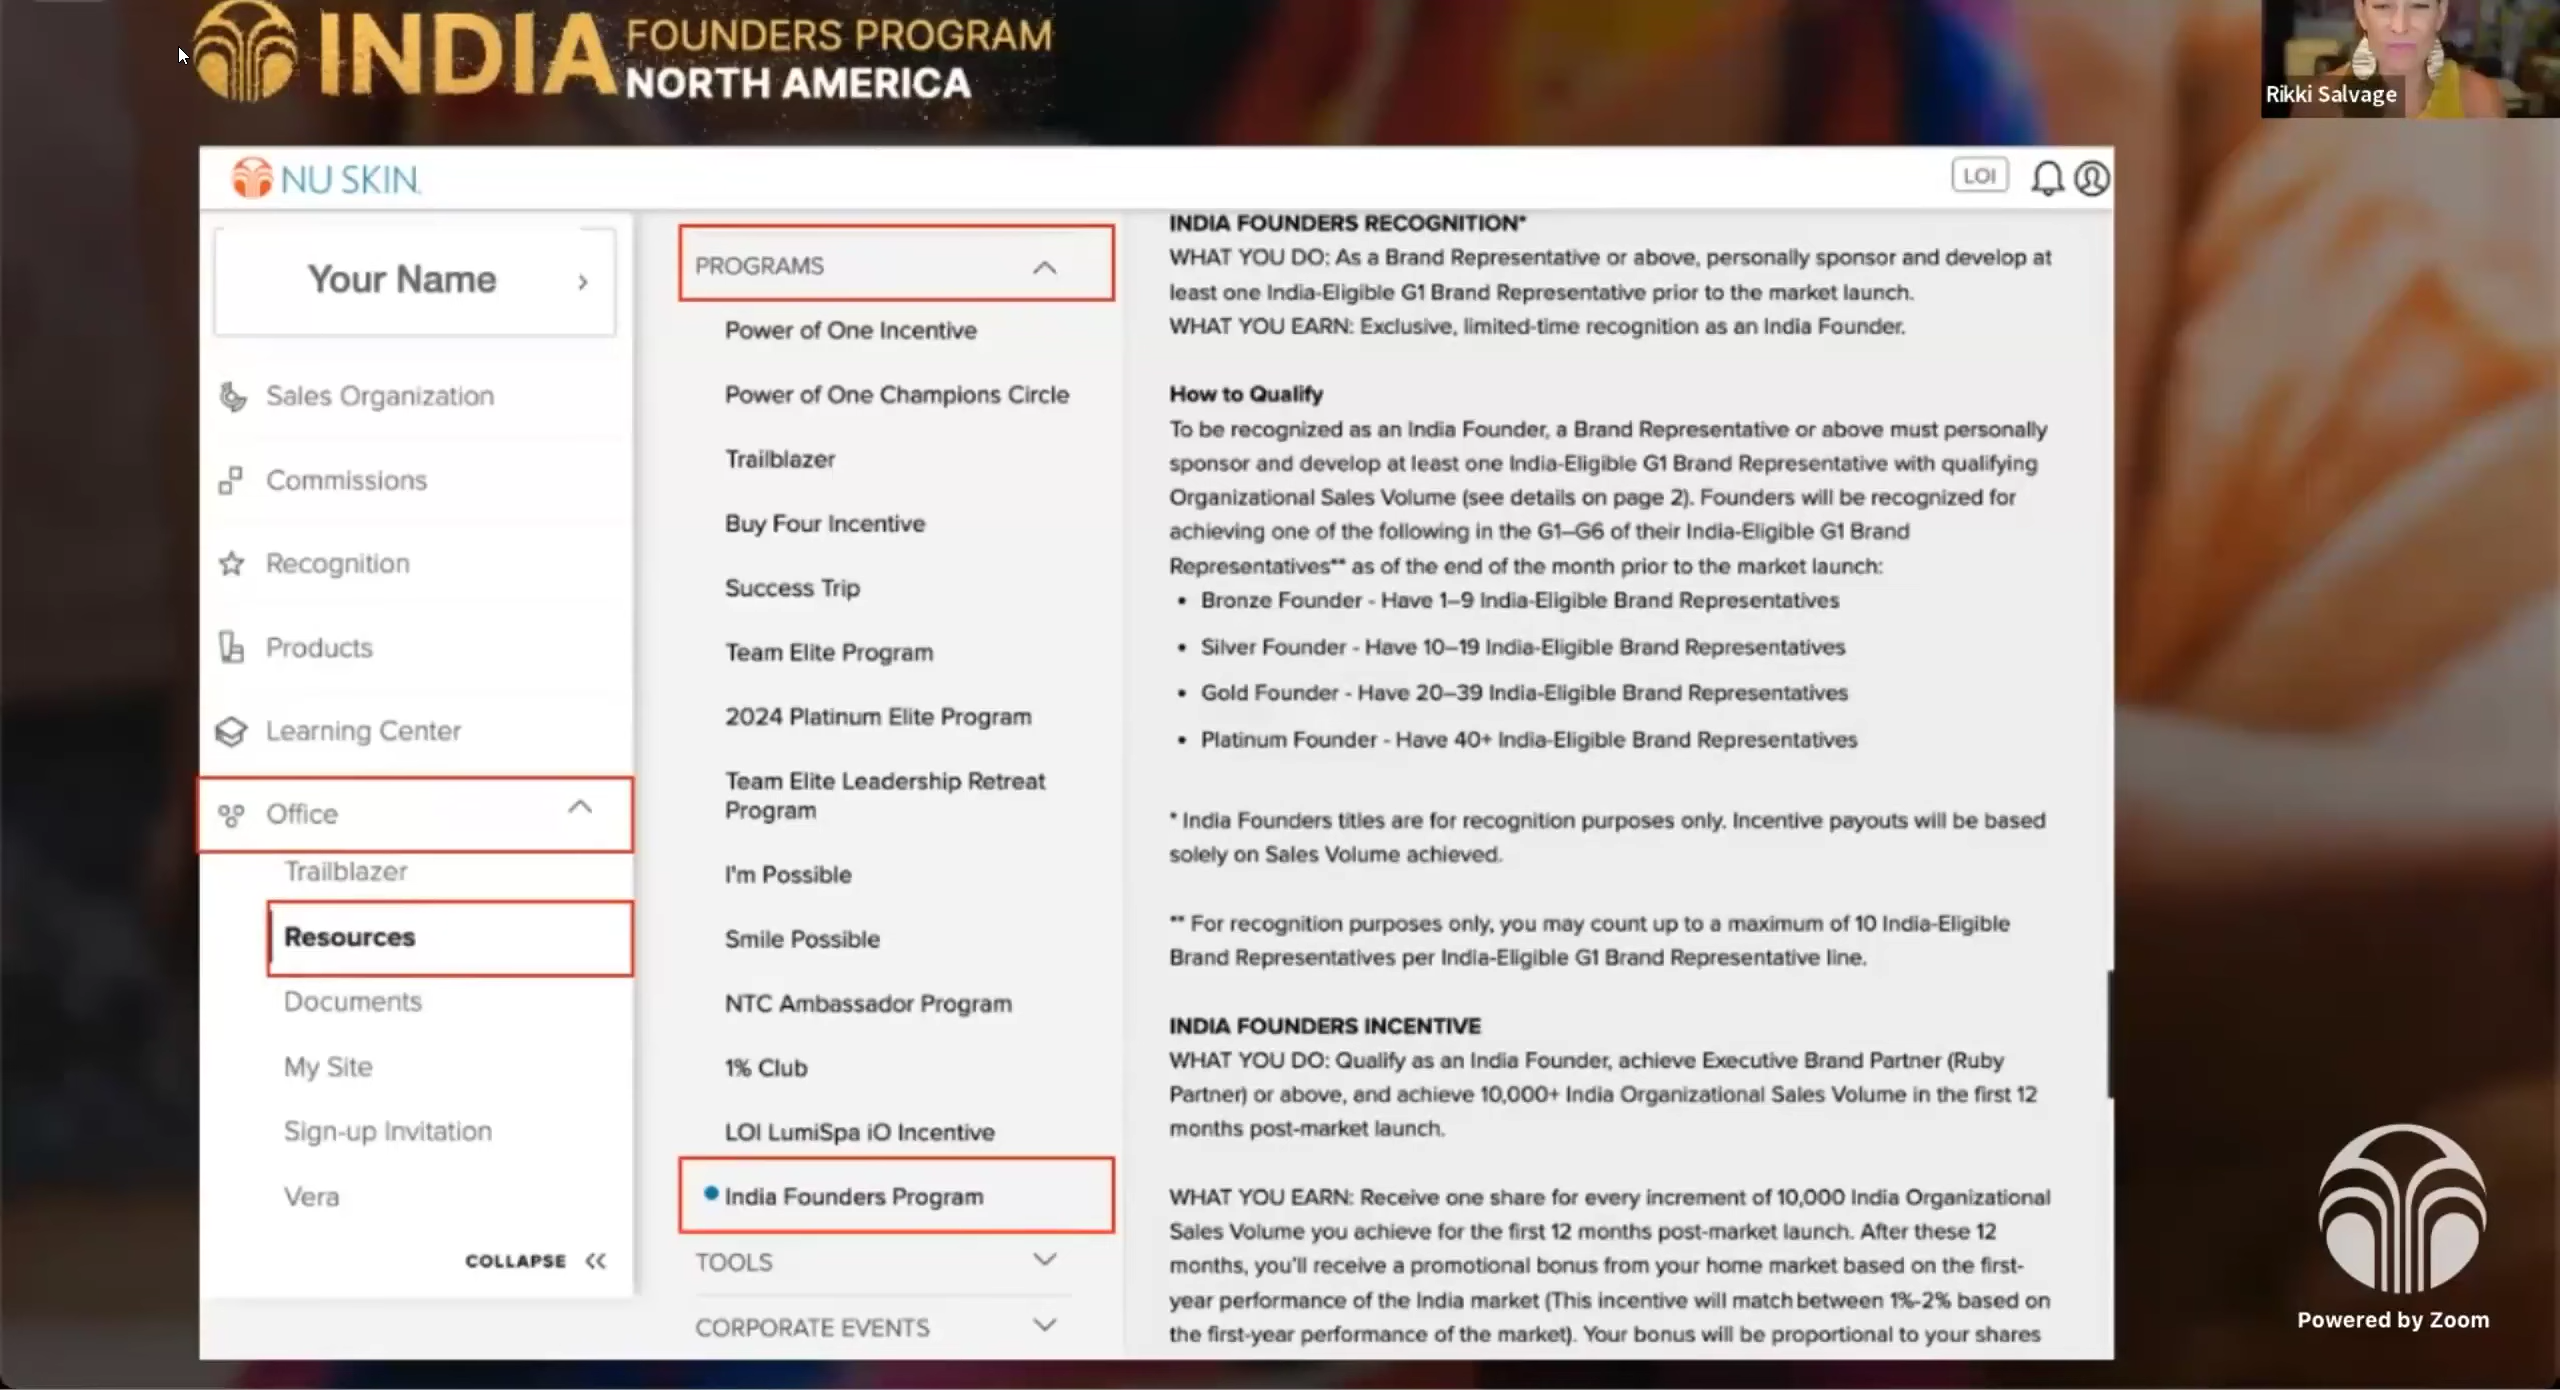 INDIA FOUNDERS PROGRAM
NORTH AMERICA
Rikki Salvage
NU SKIN
LOI
Your Name
Sales Organization
Commissions
Recognition
Products
Learning Center
Office
Trailblazer
Resources
Documents
My Site
Sign-up Invitation
Vera
COLLAPSE
PROGRAMS
Power of One Incentive
Power of One Champions Circle
Trailblazer
Buy Four Incentive
Success Trip
Team Elite Program
2024 Platinum Elite Program
Team Elite Leadership Retreat
Program
I'm Possible
Smile Possible
NTC Ambassador Program
1% Club
LOI LumiSpa iO Incentive
India Founders Program
TOOLS
CORPORATE EVENTS
INDIA FOUNDERS RECOGNITION*
WHAT YOU DO: As a Brand Representative or above, personally sponsor and develop at
least one India-Eligible G1 Brand Representative prior to the market launch.
WHAT YOU EARN: Exclusive, limited-time recognition as an India Founder.
How to Qualify
To be recognized as an India Founder, a Brand Representative or above must personally
sponsor and develop at least one India-Eligible G1 Brand Representative with qualifying
Organizational Sales Volume (see details on page 2). Founders will be recognized for
achieving one of the following in the G1–G6 of their India-Eligible G1 Brand
Representatives** as of the end of the month prior to the market launch:
• Bronze Founder - Have 1–9 India-Eligible Brand Representatives
• Silver Founder - Have 10–19 India-Eligible Brand Representatives
• Gold Founder - Have 20–39 India-Eligible Brand Representatives
• Platinum Founder - Have 40+ India-Eligible Brand Representatives
* India Founders titles are for recognition purposes only. Incentive payouts will be based
solely on Sales Volume achieved.
** For recognition purposes only, you may count up to a maximum of 10 India-Eligible
Brand Representatives per India-Eligible G1 Brand Representative line.
INDIA FOUNDERS INCENTIVE
WHAT YOU DO: Qualify as an India Founder, achieve Executive Brand Partner (Ruby
Partner) or above, and achieve 10,000+ India Organizational Sales Volume in the first 12
months post-market launch.
WHAT YOU EARN: Receive one share for every increment of 10,000 India Organizational
Sales Volume you achieve for the first 12 months post-market launch. After these 12
months, you'll receive a promotional bonus from your home market based on the first-
year performance of the India market (This incentive will match between 1%-2% based on
the first-year performance of the market). Your bonus will be proportional to your shares
Powered by Zoom